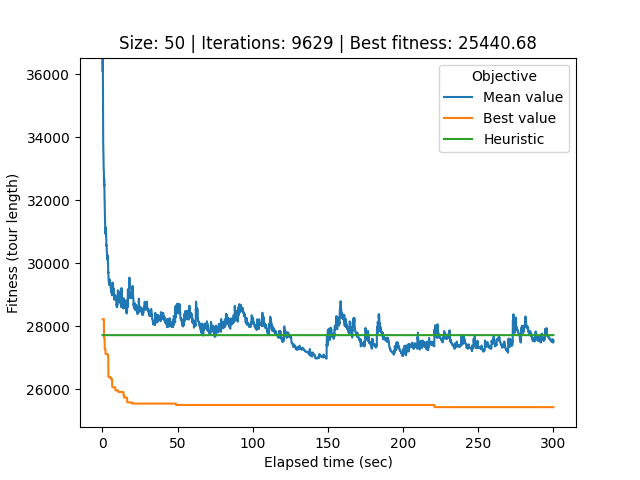 Size: 50 | Iterations: 9629 | Best fitness: 25440.68
Objective
Mean value
Best value
Heuristic
Fitness (tour length)
36000
34000
32000
30000
28000
26000
0 50 100 150 200 250 300
Elapsed time (sec)